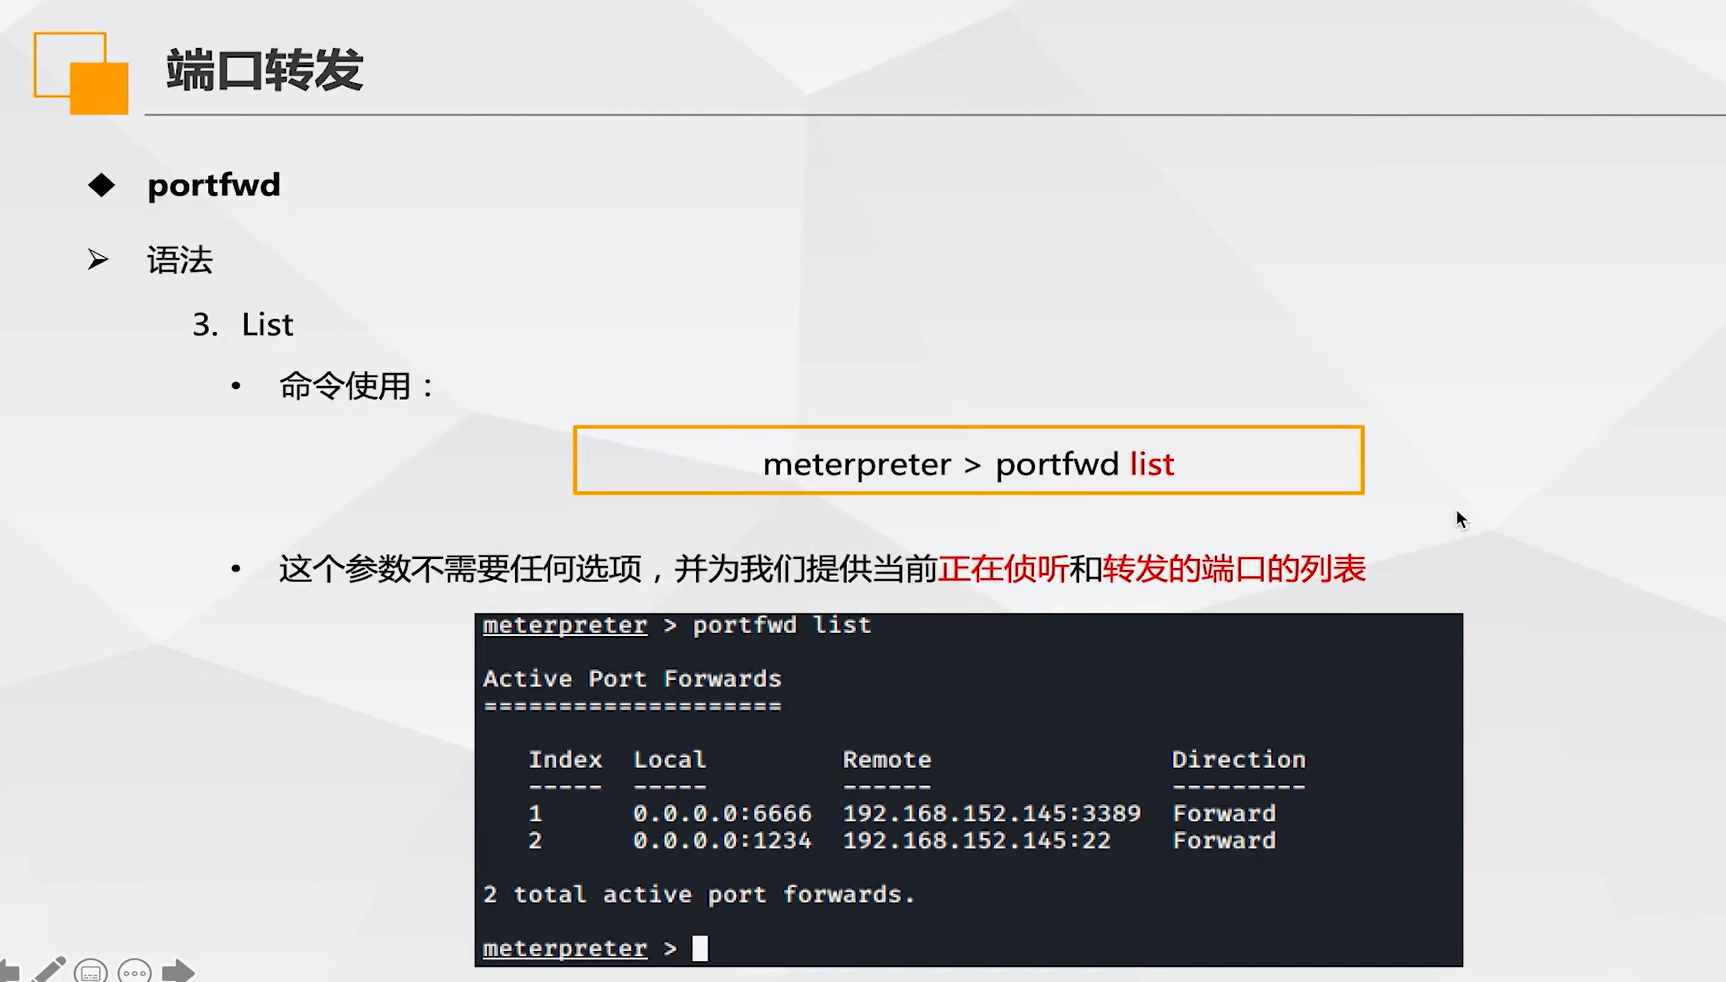 端口转发
◆ portfwd
➢ 语法
3. List
• 命令使用：
meterpreter > portfwd list
• 这个参数不需要任何选项，并为我们提供当前正在侦听和转发的端口的列表
meterpreter > portfwd list
Active Port Forwards
====================
Index Local Remote Direction
----- ----- ------ ---------
1 0.0.0.0:6666 192.168.152.145:3389 Forward
2 0.0.0.0:1234 192.168.152.145:22 Forward
2 total active port forwards.
meterpreter >